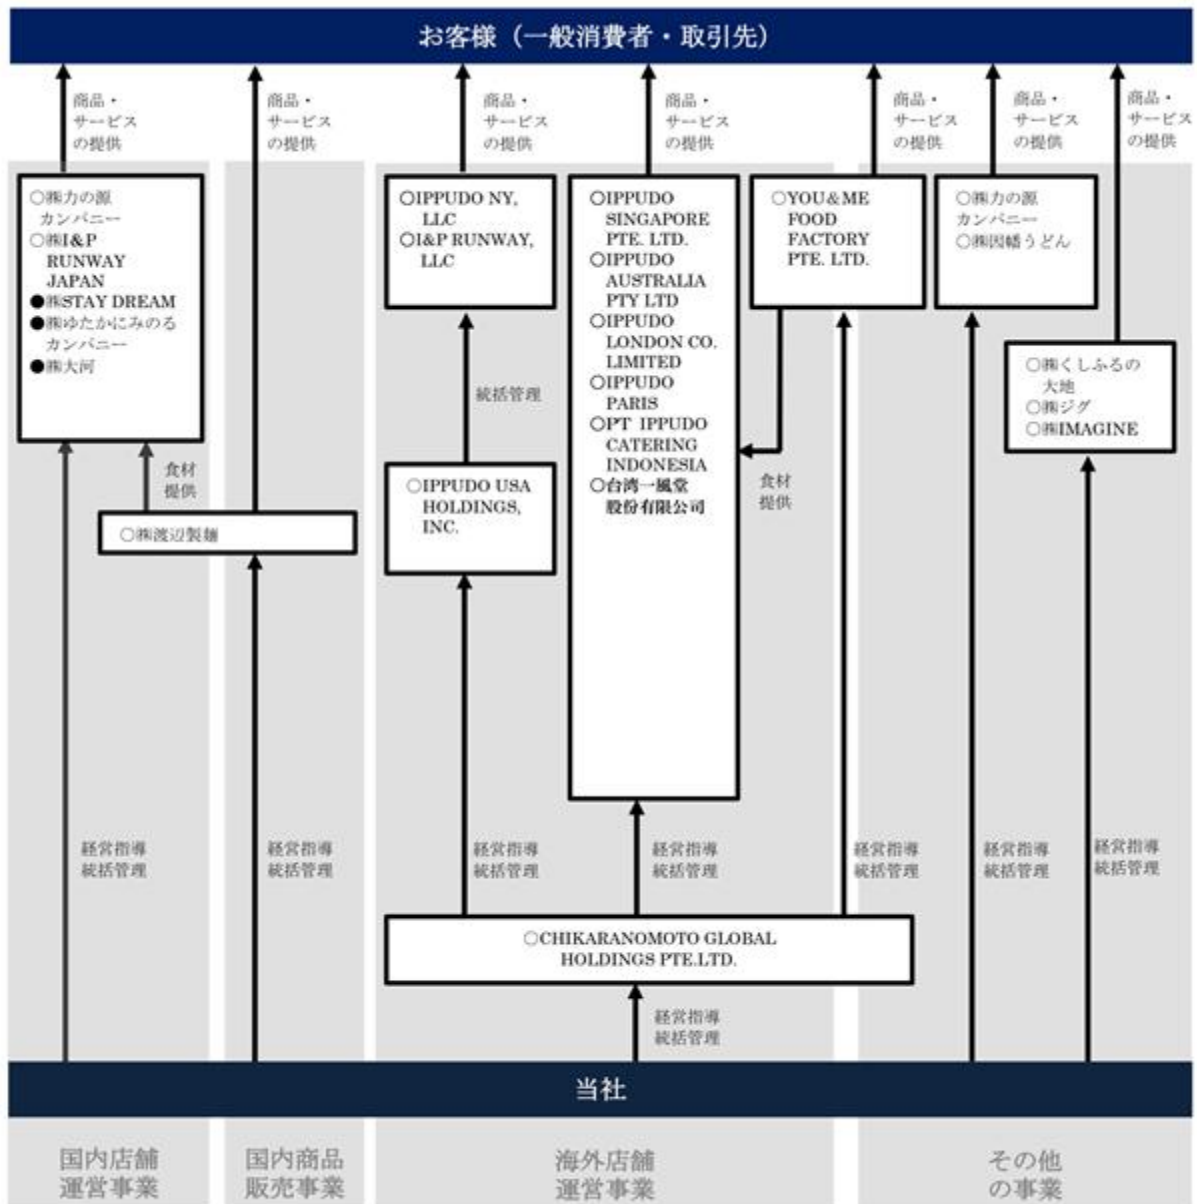 お客様（一般消費者・取引先）
商品・
サービス
の提供
商品・
サービス
の提供
商品・
サービス
の提供
商品・
サービス
の提供
商品・
サービス
の提供
商品・
サービス
の提供
商品・
サービス
の提供
○㈱力の源
カンパニー
○㈱I&P
RUNWAY
JAPAN
●㈱STAY DREAM
●㈱ゆたかにみのる
カンパニー
●㈱大河
食材
提供
○㈱渡辺製麺
○IPPUDO NY,
LLC
○I&P RUNWAY,
LLC
統括管理
○IPPUDO USA
HOLDINGS,
INC.
○IPPUDO
SINGAPORE
PTE. LTD.
○IPPUDO
AUSTRALIA
PTY LTD
○IPPUDO
LONDON CO.
LIMITED
○IPPUDO
PARIS
○PT IPPUDO
CATERING
INDONESIA
○台湾一風堂
股份有限公司
○YOU&ME
FOOD
FACTORY
PTE. LTD.
食材
提供
○㈱力の源
カンパニー
○㈱因幡うどん
○㈱くしふるの
大地
○㈱ジグ
○㈱IMAGINE
経営指導
統括管理
経営指導
統括管理
経営指導
統括管理
経営指導
統括管理
経営指導
統括管理
経営指導
統括管理
経営指導
統括管理
○CHIKARANOMOTO GLOBAL
HOLDINGS PTE.LTD.
経営指導
統括管理
当社
国内店舗
運営事業
国内商品
販売事業
海外店舗
運営事業
その他
の事業